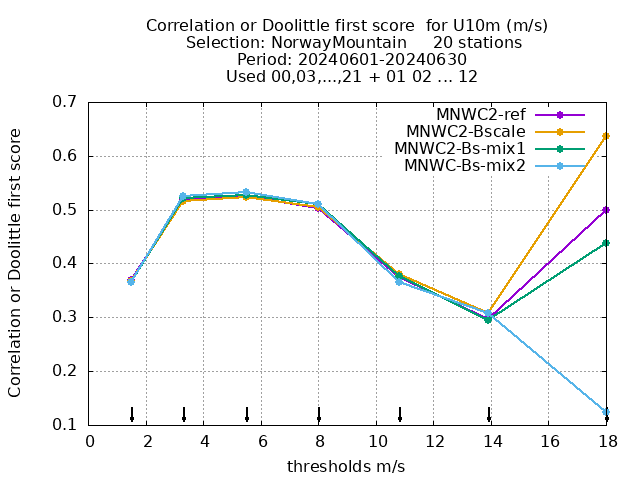 Correlation or Doolittle first score  for U10m (m/s)
Selection: NorwayMountain     20 stations
Period: 20240601-20240630
Used 00,03,...,21 + 01 02 ... 12
MNWC2-ref
MNWC2-Bscale
MNWC2-Bs-mix1
MNWC-Bs-mix2
Correlation or Doolittle first score
0.7
0.6
0.5
0.4
0.3
0.2
0.1
0 2 4 6 8 10 12 14 16 18
thresholds m/s